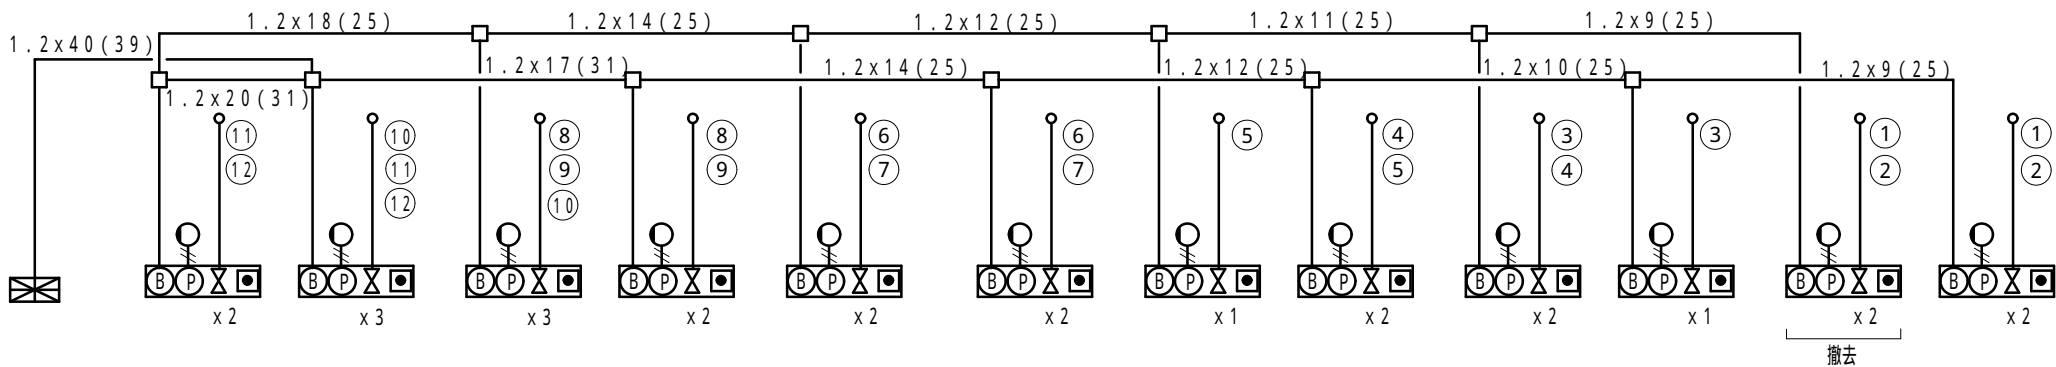 1.2x18(25) 1.2x14(25) 1.2x12(25) 1.2x11(25) 1.2x9(25)
1.2x40(39)
1.2x17(31) 1.2x14(25) 1.2x12(25) 1.2x10(25) 1.2x9(25)
1.2x20(31)
11 10 8 8 6 6 5 4 3 3 1 1
12 11 9 9 7 7 5 4 2 2
12 10
B P B P B P B P B P B P B P B P B P B P B P B P
x2 x3 x3 x2 x2 x2 x1 x2 x2 x1 x2 x2
撤去